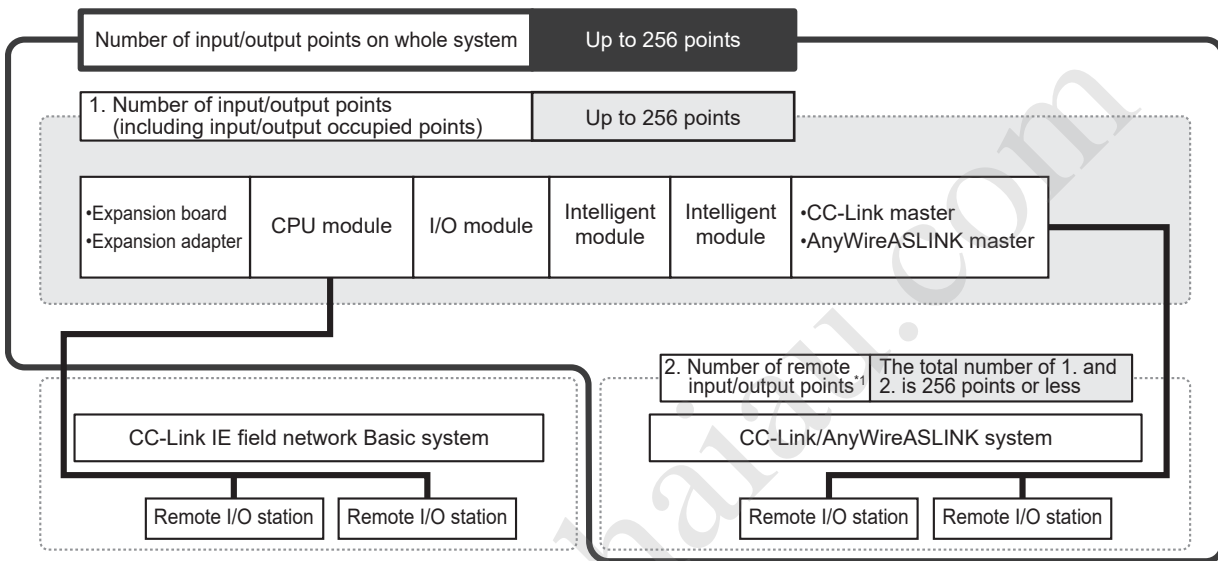 Number of input/output points on whole system
Up to 256 points
1. Number of input/output points
(including input/output occupied points)
Up to 256 points
•Expansion board
•Expansion adapter
CPU module
I/O module
Intelligent
module
Intelligent
module
•CC-Link master
•AnyWireASLINK master
2. Number of remote
input/output points*1
The total number of 1. and
2. is 256 points or less
CC-Link IE field network Basic system
CC-Link/AnyWireASLINK system
Remote I/O station
Remote I/O station
Remote I/O station
Remote I/O station
haiau.com